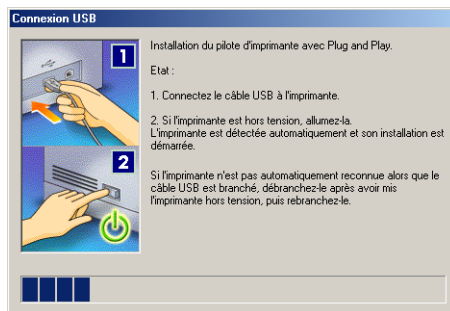 Connexion USB
1
Installation du pilote d'imprimante avec Plug and Play.
Etat :
1. Connectez le câble USB à l'imprimante.
2. Si l'imprimante est hors tension, allumez-la.
L'imprimante est détectée automatiquement et son installation est
démarrée.
2
Si l'imprimante n'est pas automatiquement reconnue alors que le
câble USB est branché, débranchez-le après avoir mis
l'imprimante hors tension, puis rebranchez-le.